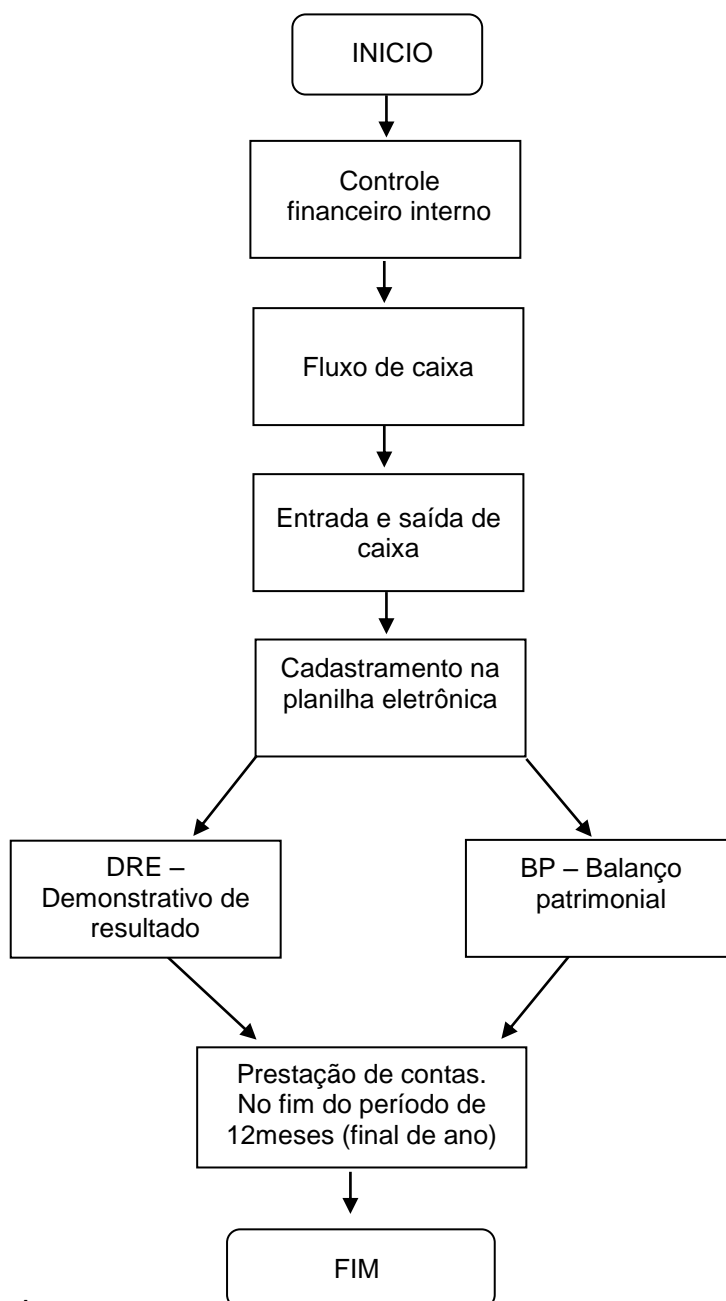 INICIO
Controle
financeiro interno
Fluxo de caixa
Entrada e saída de
caixa
Cadastramento na
planilha eletrônica
DRE –
Demonstrativo de
resultado
BP – Balanço
patrimonial
Prestação de contas.
No fim do período de
12meses (final de ano)
FIM